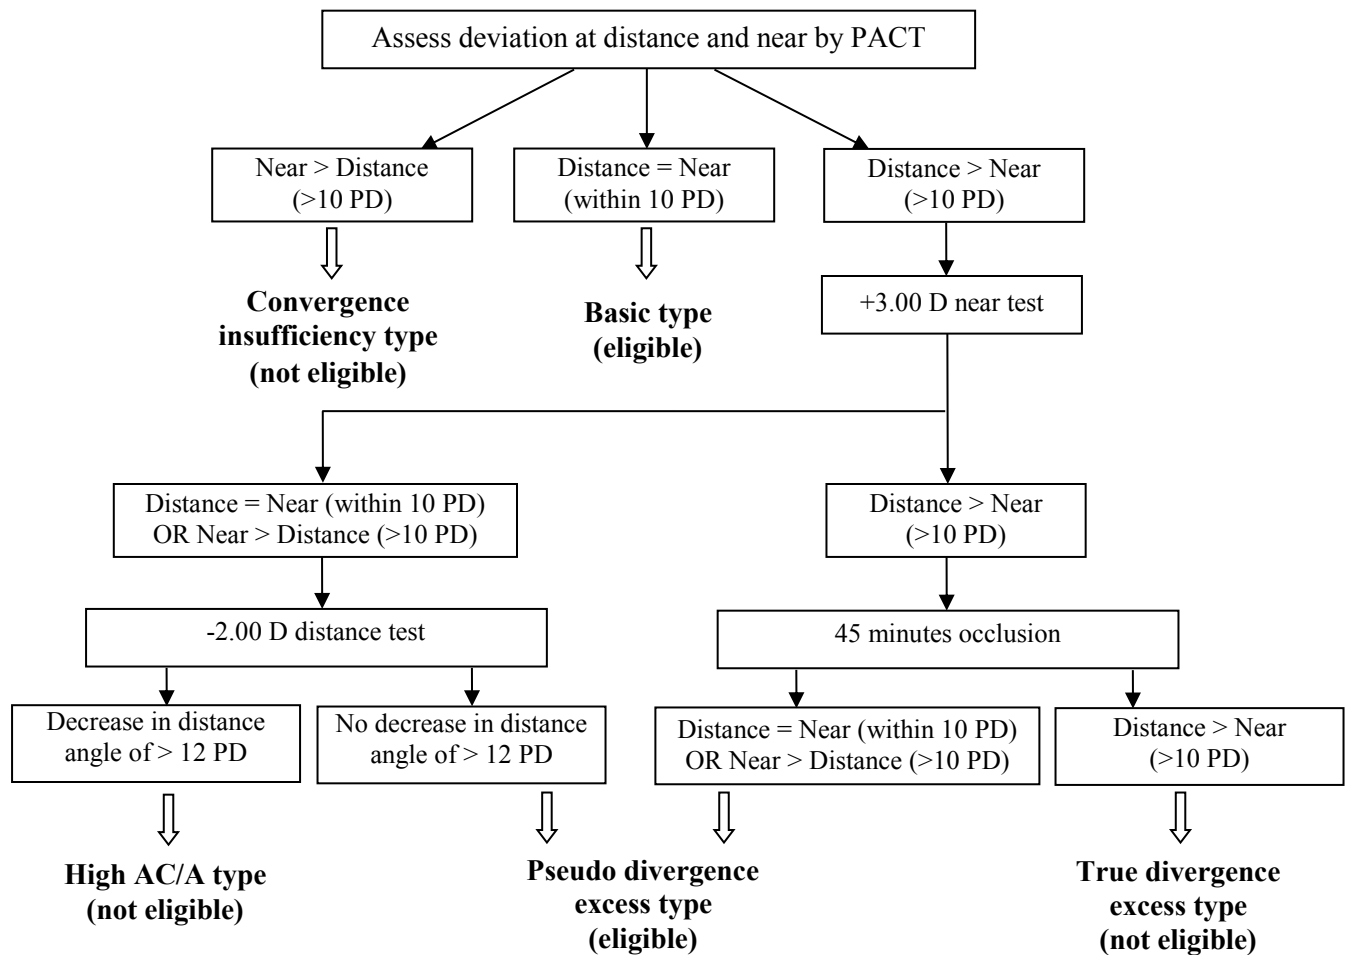 Assess deviation at distance and near by PACT
Near > Distance
(>10 PD)
Distance = Near
(within 10 PD)
Distance > Near
(>10 PD)
Convergence
insufficiency type
(not eligible)
Basic type
(eligible)
+3.00 D near test
Distance = Near (within 10 PD)
OR Near > Distance (>10 PD)
Distance > Near
(>10 PD)
-2.00 D distance test
45 minutes occlusion
Decrease in distance
angle of > 12 PD
No decrease in distance
angle of > 12 PD
Distance = Near (within 10 PD)
OR Near > Distance (>10 PD)
Distance > Near
(>10 PD)
High AC/A type
(not eligible)
Pseudo divergence
excess type
(eligible)
True divergence
excess type
(not eligible)